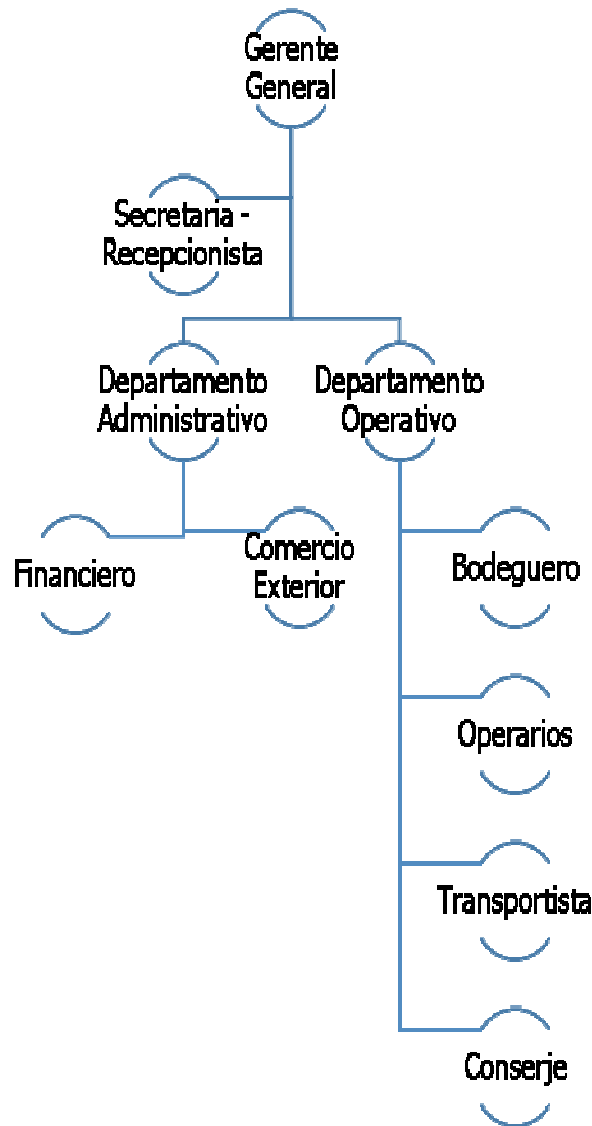 Gerente
General
Secretaria -
Recepcionista
Departamento
Administrativo
Departamento
Operativo
Financiero
Comercio
Exterior
Bodeguero
Operarios
Transportista
Conserje